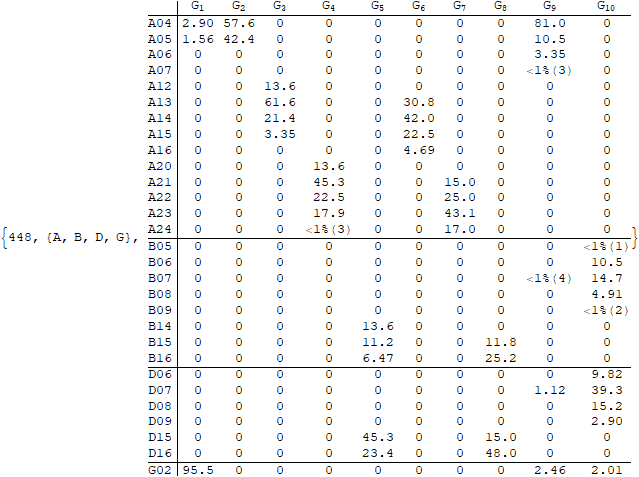 G₁ G₂ G₃ G₄ G₅ G₆ G₇ G₈ G₉ G₁₀
A04 2.90 57.6 0 0 0 0 0 0 81.0 0
A05 1.56 42.4 0 0 0 0 0 0 10.5 0
A06 0 0 0 0 0 0 0 0 3.35 0
A07 0 0 0 0 0 0 0 0 <1%(3) 0
A12 0 0 13.6 0 0 0 0 0 0 0
A13 0 0 61.6 0 0 30.8 0 0 0 0
A14 0 0 21.4 0 0 42.0 0 0 0 0
A15 0 0 3.35 0 0 22.5 0 0 0 0
A16 0 0 0 0 0 4.69 0 0 0 0
A20 0 0 0 13.6 0 0 0 0 0 0
A21 0 0 0 45.3 0 0 15.0 0 0 0
A22 0 0 0 22.5 0 0 25.0 0 0 0
A23 0 0 0 17.9 0 0 43.1 0 0 0
A24 0 0 0 <1%(3) 0 0 17.0 0 0 0
{448, {A, B, D, G}, }
B05 0 0 0 0 0 0 0 0 0 <1%(1)
B06 0 0 0 0 0 0 0 0 0 10.5
B07 0 0 0 0 0 0 0 0 <1%(4) 14.7
B08 0 0 0 0 0 0 0 0 0 4.91
B09 0 0 0 0 0 0 0 0 0 <1%(2)
B14 0 0 0 0 13.6 0 0 0 0 0
B15 0 0 0 0 11.2 0 0 11.8 0 0
B16 0 0 0 0 6.47 0 0 25.2 0 0
D06 0 0 0 0 0 0 0 0 0 9.82
D07 0 0 0 0 0 0 0 0 1.12 39.3
D08 0 0 0 0 0 0 0 0 0 15.2
D09 0 0 0 0 0 0 0 0 0 2.90
D15 0 0 0 0 45.3 0 0 15.0 0 0
D16 0 0 0 0 23.4 0 0 48.0 0 0
G02 95.5 0 0 0 0 0 0 0 2.46 2.01